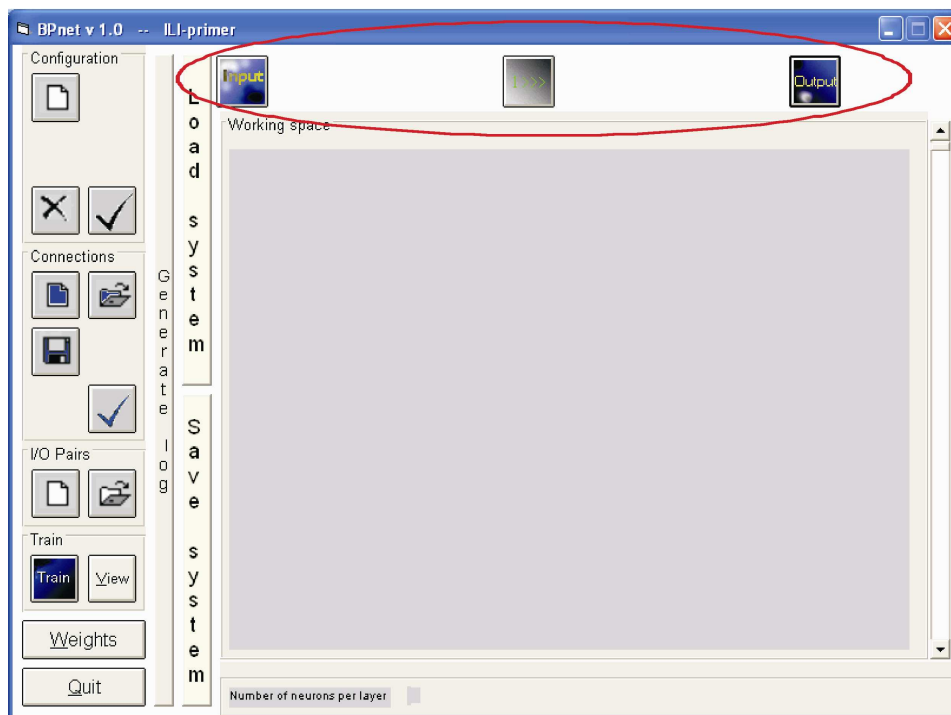 BPnet v 1.0 -- ILI-primer
Configuration
Connections
I/O Pairs
Train
Train
View
Weights
Quit
Generate log
Load system
Save system
Input
>>>
Output
Working space
Number of neurons per layer